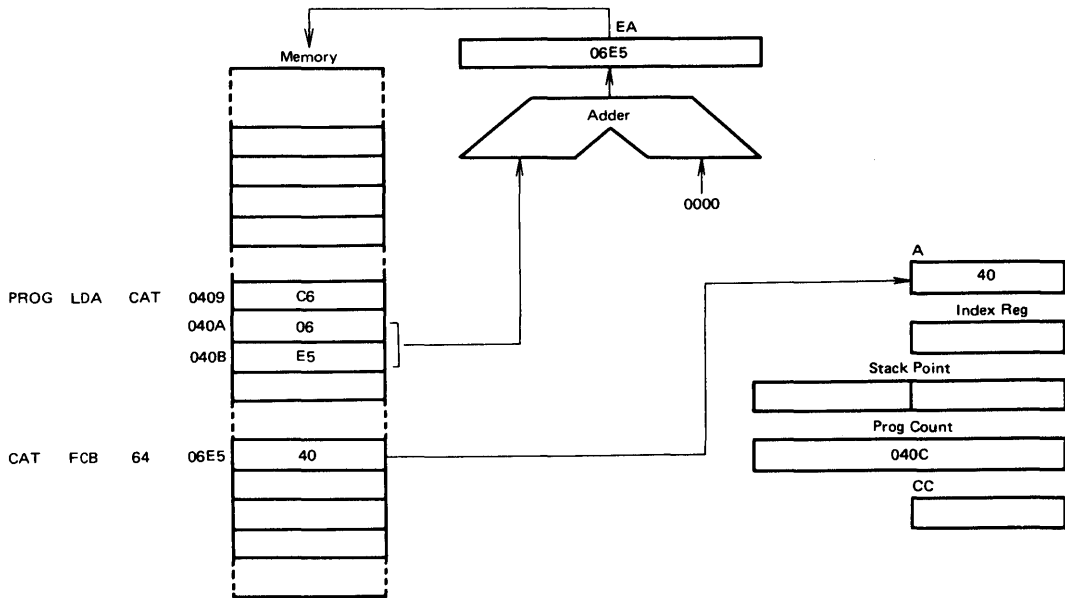 EA
06E5
Memory
Adder
0000
A
40
PROG LDA CAT 0409 C6
Index Reg
040A 06
040B E5
Stack Point
Prog Count
CAT FCB 64 06E5 40
040C
CC